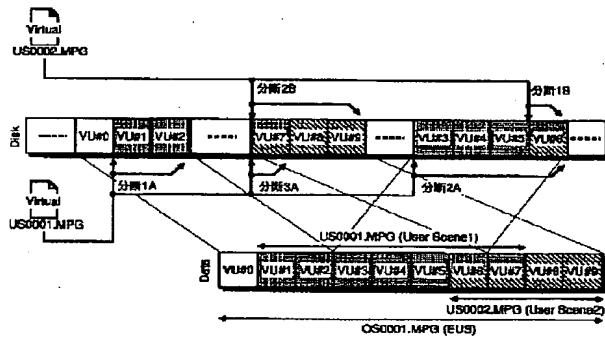 Virtual
US0002.MPG
分断2B
分断1B
Disk
VU#0
VU#1
VU#2
VU#7
VU#8
VU#9
VU#3
VU#4
VU#5
VU#6
分断1A
分断3A
分断2A
Virtual
US0001.MPG
US0001.MPG (User Scene1)
Data
VU#0
VU#1
VU#2
VU#3
VU#4
VU#5
VU#6
VU#7
VU#8
VU#9
US0002.MPG (User Scene2)
OS0001.MPG (EUS)